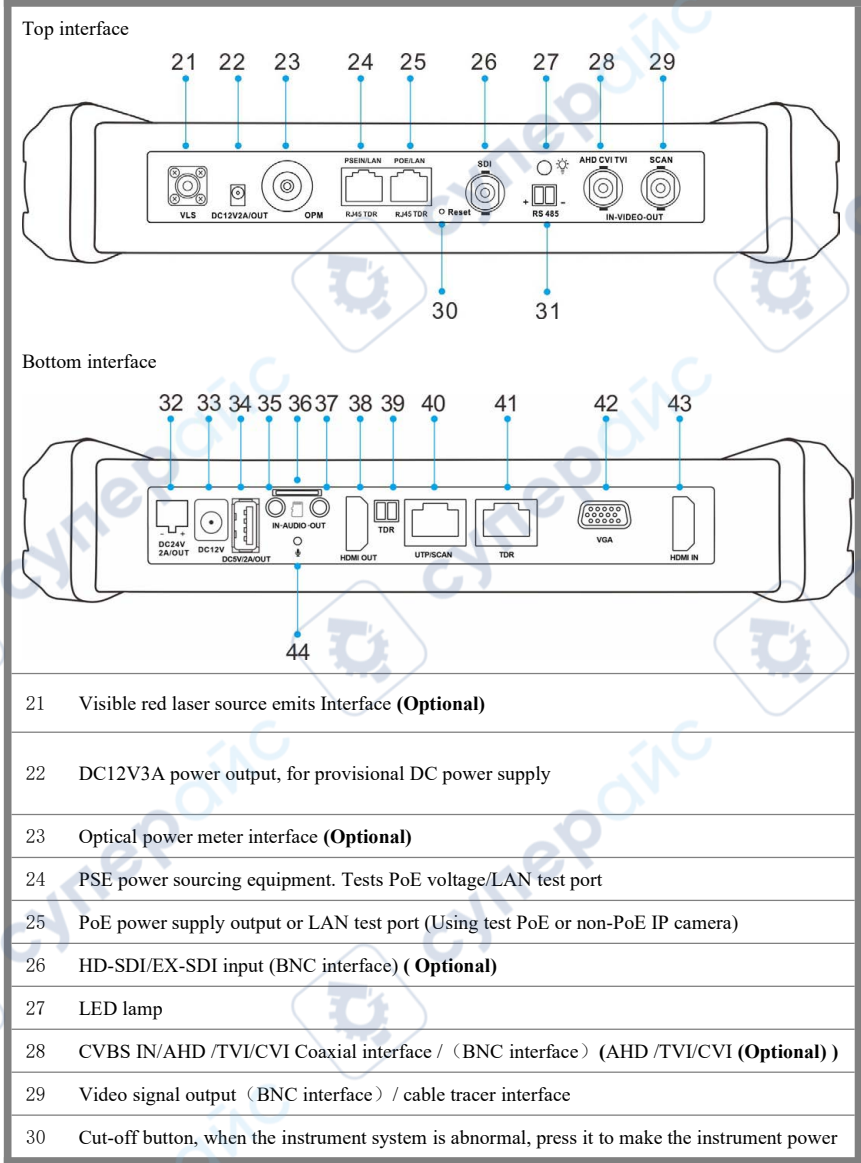 Top interface
21 22 23 24 25 26 27 28 29
PSEIN/LAN POE/LAN SDI AHD CVI TVI SCAN
VLS DC12V2A/OUT OPM RJ45 TDR RJ45 TDR Reset + - RS 485 IN-VIDEO-OUT
30 31
Bottom interface
32 33 34 35 36 37 38 39 40 41 42 43
IN-AUDIO-OUT
- +
DC24V
2A/OUT
DC12V
DC5V/2A/OUT
HDMI OUT
TDR
UTP/SCAN
TDR
VGA
HDMI IN
44
21 Visible red laser source emits Interface (Optional)
22 DC12V3A power output, for provisional DC power supply
23 Optical power meter interface (Optional)
24 PSE power sourcing equipment. Tests PoE voltage/LAN test port
25 PoE power supply output or LAN test port (Using test PoE or non-PoE IP camera)
26 HD-SDI/EX-SDI input (BNC interface) ( Optional)
27 LED lamp
28 CVBS IN/AHD /TVI/CVI Coaxial interface /（BNC interface）(AHD /TVI/CVI (Optional) )
29 Video signal output（BNC interface）/ cable tracer interface
30 Cut-off button, when the instrument system is abnormal, press it to make the instrument power
суперайс